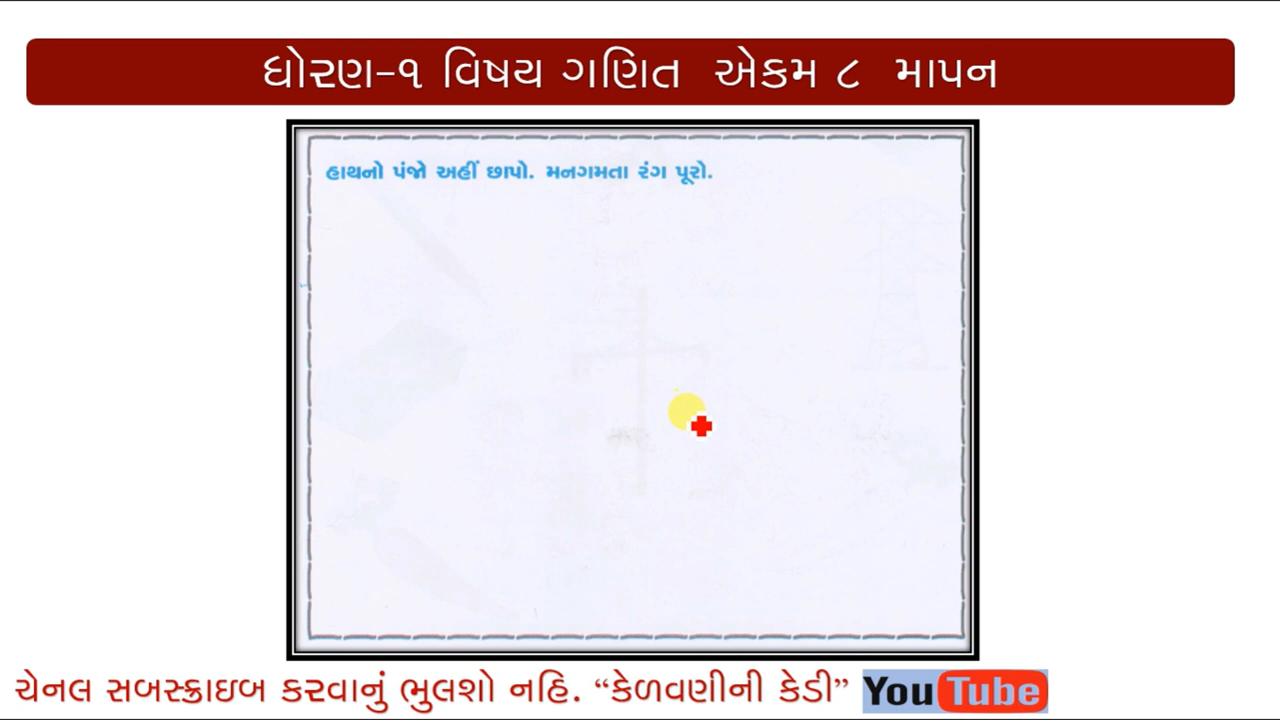 ધોરણ-૧ વિષય ગણિત  એકમ ૮  માપન
હાથનો પંજો અહીં છાપો. મનગમતા રંગ પૂરો.
ચેનલ સબસ્ક્રાઇબ કરવાનું ભુલશો નહિ. “કેળવણીની કેડી” YouTube